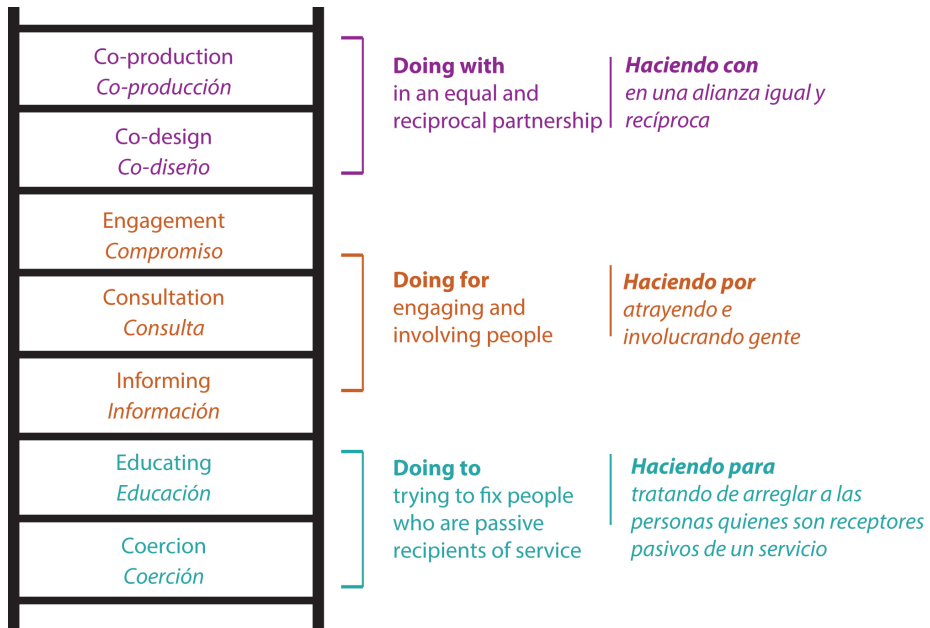 Co-production
Co-producción
Co-design
Co-diseño
Engagement
Compromiso
Consultation
Consulta
Informing
Información
Educating
Educación
Coercion
Coerción
Doing with
in an equal and
reciprocal partnership
Haciendo con
en una alianza igual y
recíproca
Doing for
engaging and
involving people
Haciendo por
atrayendo e
involucrando gente
Doing to
trying to fix people
who are passive
recipients of service
Haciendo para
tratando de arreglar a las
personas quienes son receptores
pasivos de un servicio